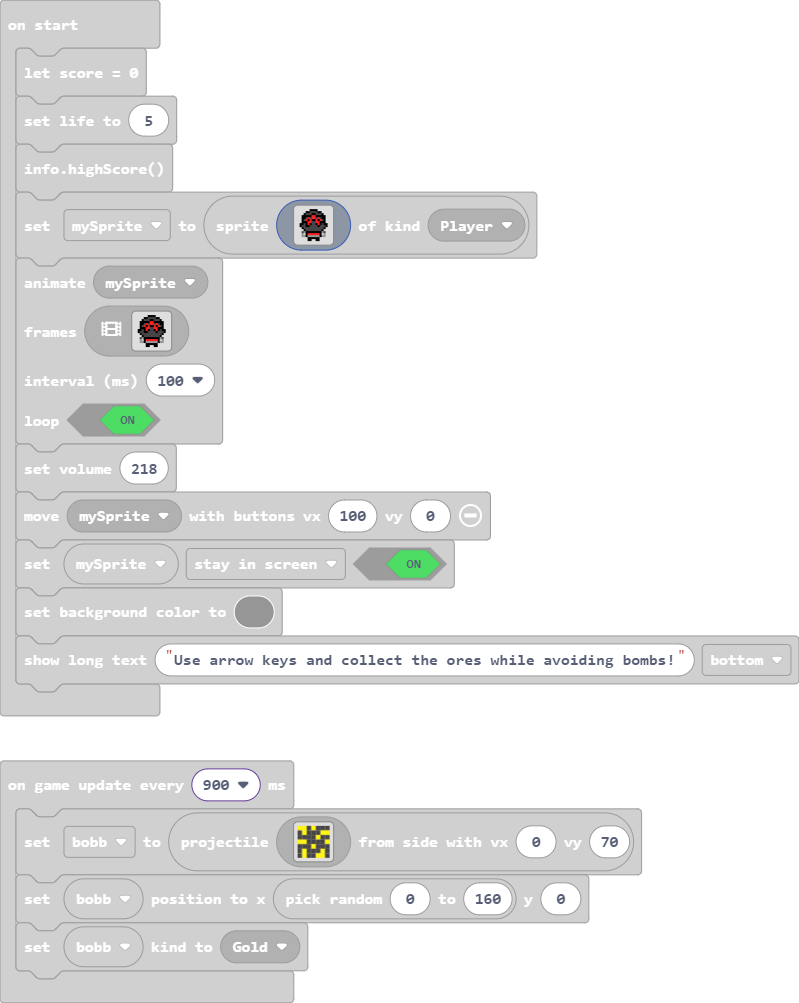 on start
let score = 0
set life to 5
info.highScore()
set mySprite to sprite of kind Player
animate mySprite
frames
interval (ms) 100
loop ON
set volume 218
move mySprite with buttons vx 100 vy 0
set mySprite stay in screen ON
set background color to
show long text "Use arrow keys and collect the ores while avoiding bombs!" bottom
on game update every 900 ms
set bobb to projectile from side with vx 0 vy 70
set bobb position to x pick random 0 to 160 y 0
set bobb kind to Gold